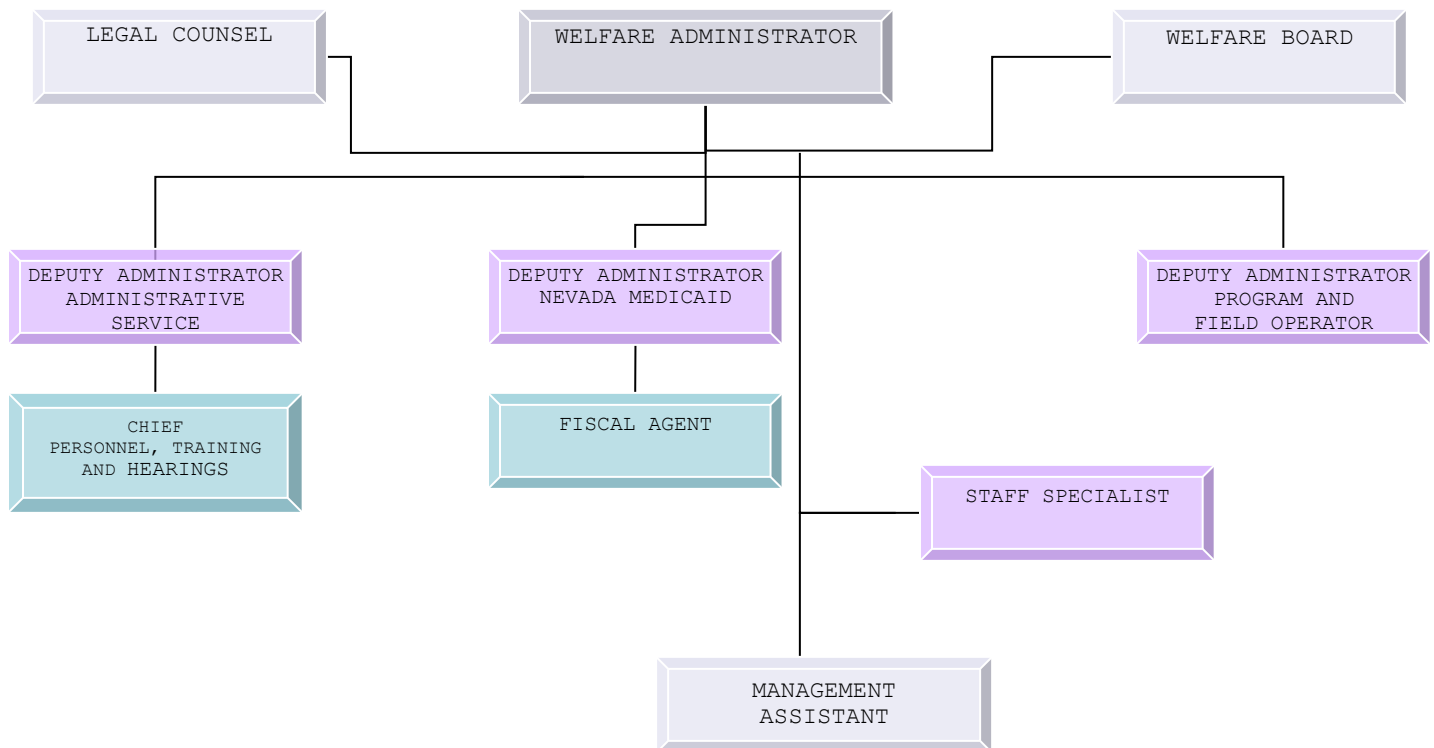 LEGAL COUNSEL
WELFARE ADMINISTRATOR
WELFARE BOARD
DEPUTY ADMINISTRATOR
ADMINISTRATIVE
SERVICE
DEPUTY ADMINISTRATOR
NEVADA MEDICAID
DEPUTY ADMINISTRATOR
PROGRAM AND
FIELD OPERATOR
CHIEF
PERSONNEL, TRAINING
AND HEARINGS
FISCAL AGENT
STAFF SPECIALIST
MANAGEMENT
ASSISTANT